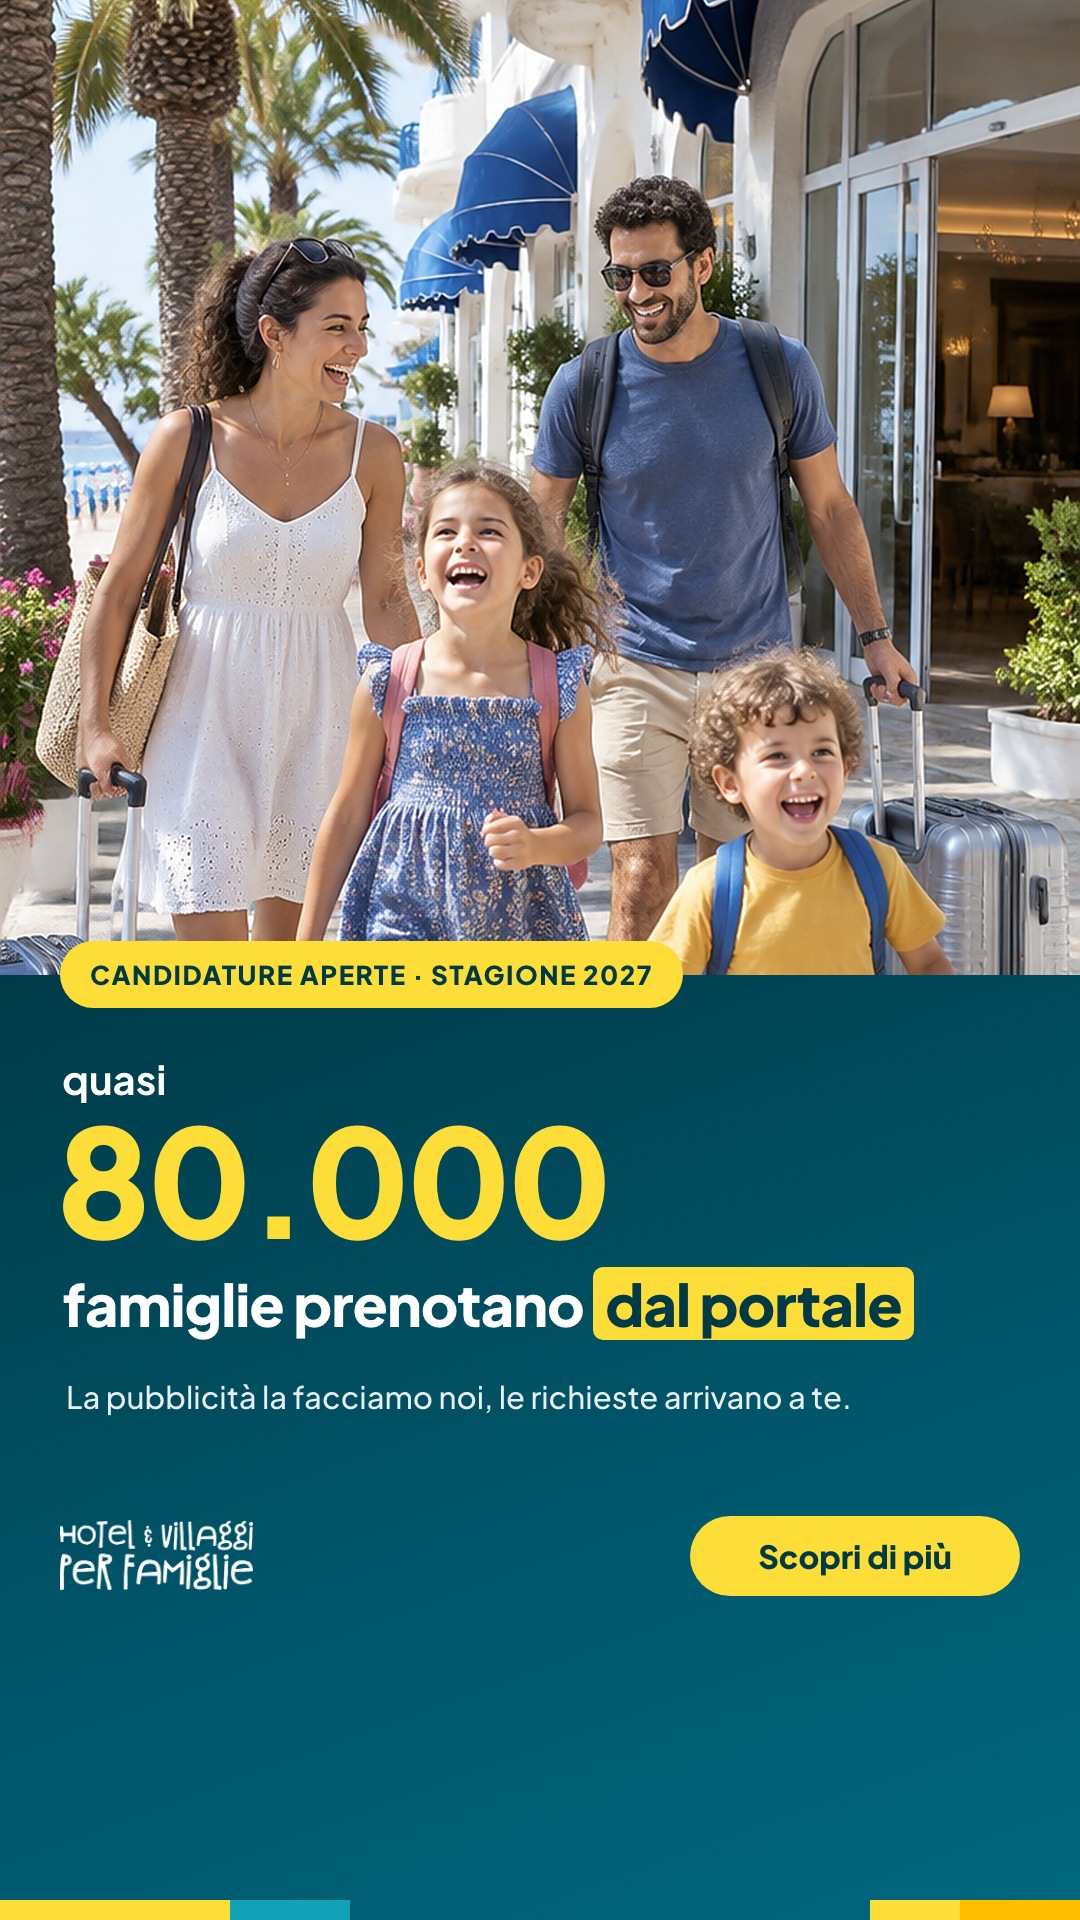 CANDIDATURE APERTE · STAGIONE 2027
quasi
80.000
famiglie prenotano dal portale
La pubblicità la facciamo noi, le richieste arrivano a te.
HOTEL & VILLAGGI
PER FAMIGLIE
Scopri di più